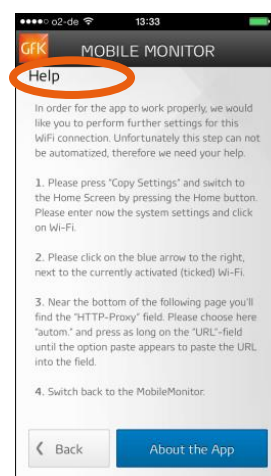 o2-de 13:33
GfK MOBILE MONITOR
Help
In order for the app to work properly, we would
like you to perform further settings for this
WiFi connection. Unfortunately this step can not
be automatized, therefore we need your help.
1. Please press "Copy Settings" and switch to
the Home Screen by pressing the Home button.
Please enter now the system settings and click
on Wi-Fi.
2. Please click on the blue arrow to the right,
next to the currently activated (ticked) Wi-Fi.
3. Near the bottom of the following page you'll
find the "HTTP-Proxy" field. Please choose here
"autom." and press as long on the "URL"-field
until the option paste appears to paste the URL
into the field.
4. Switch back to the MobileMonitor.
Back About the App